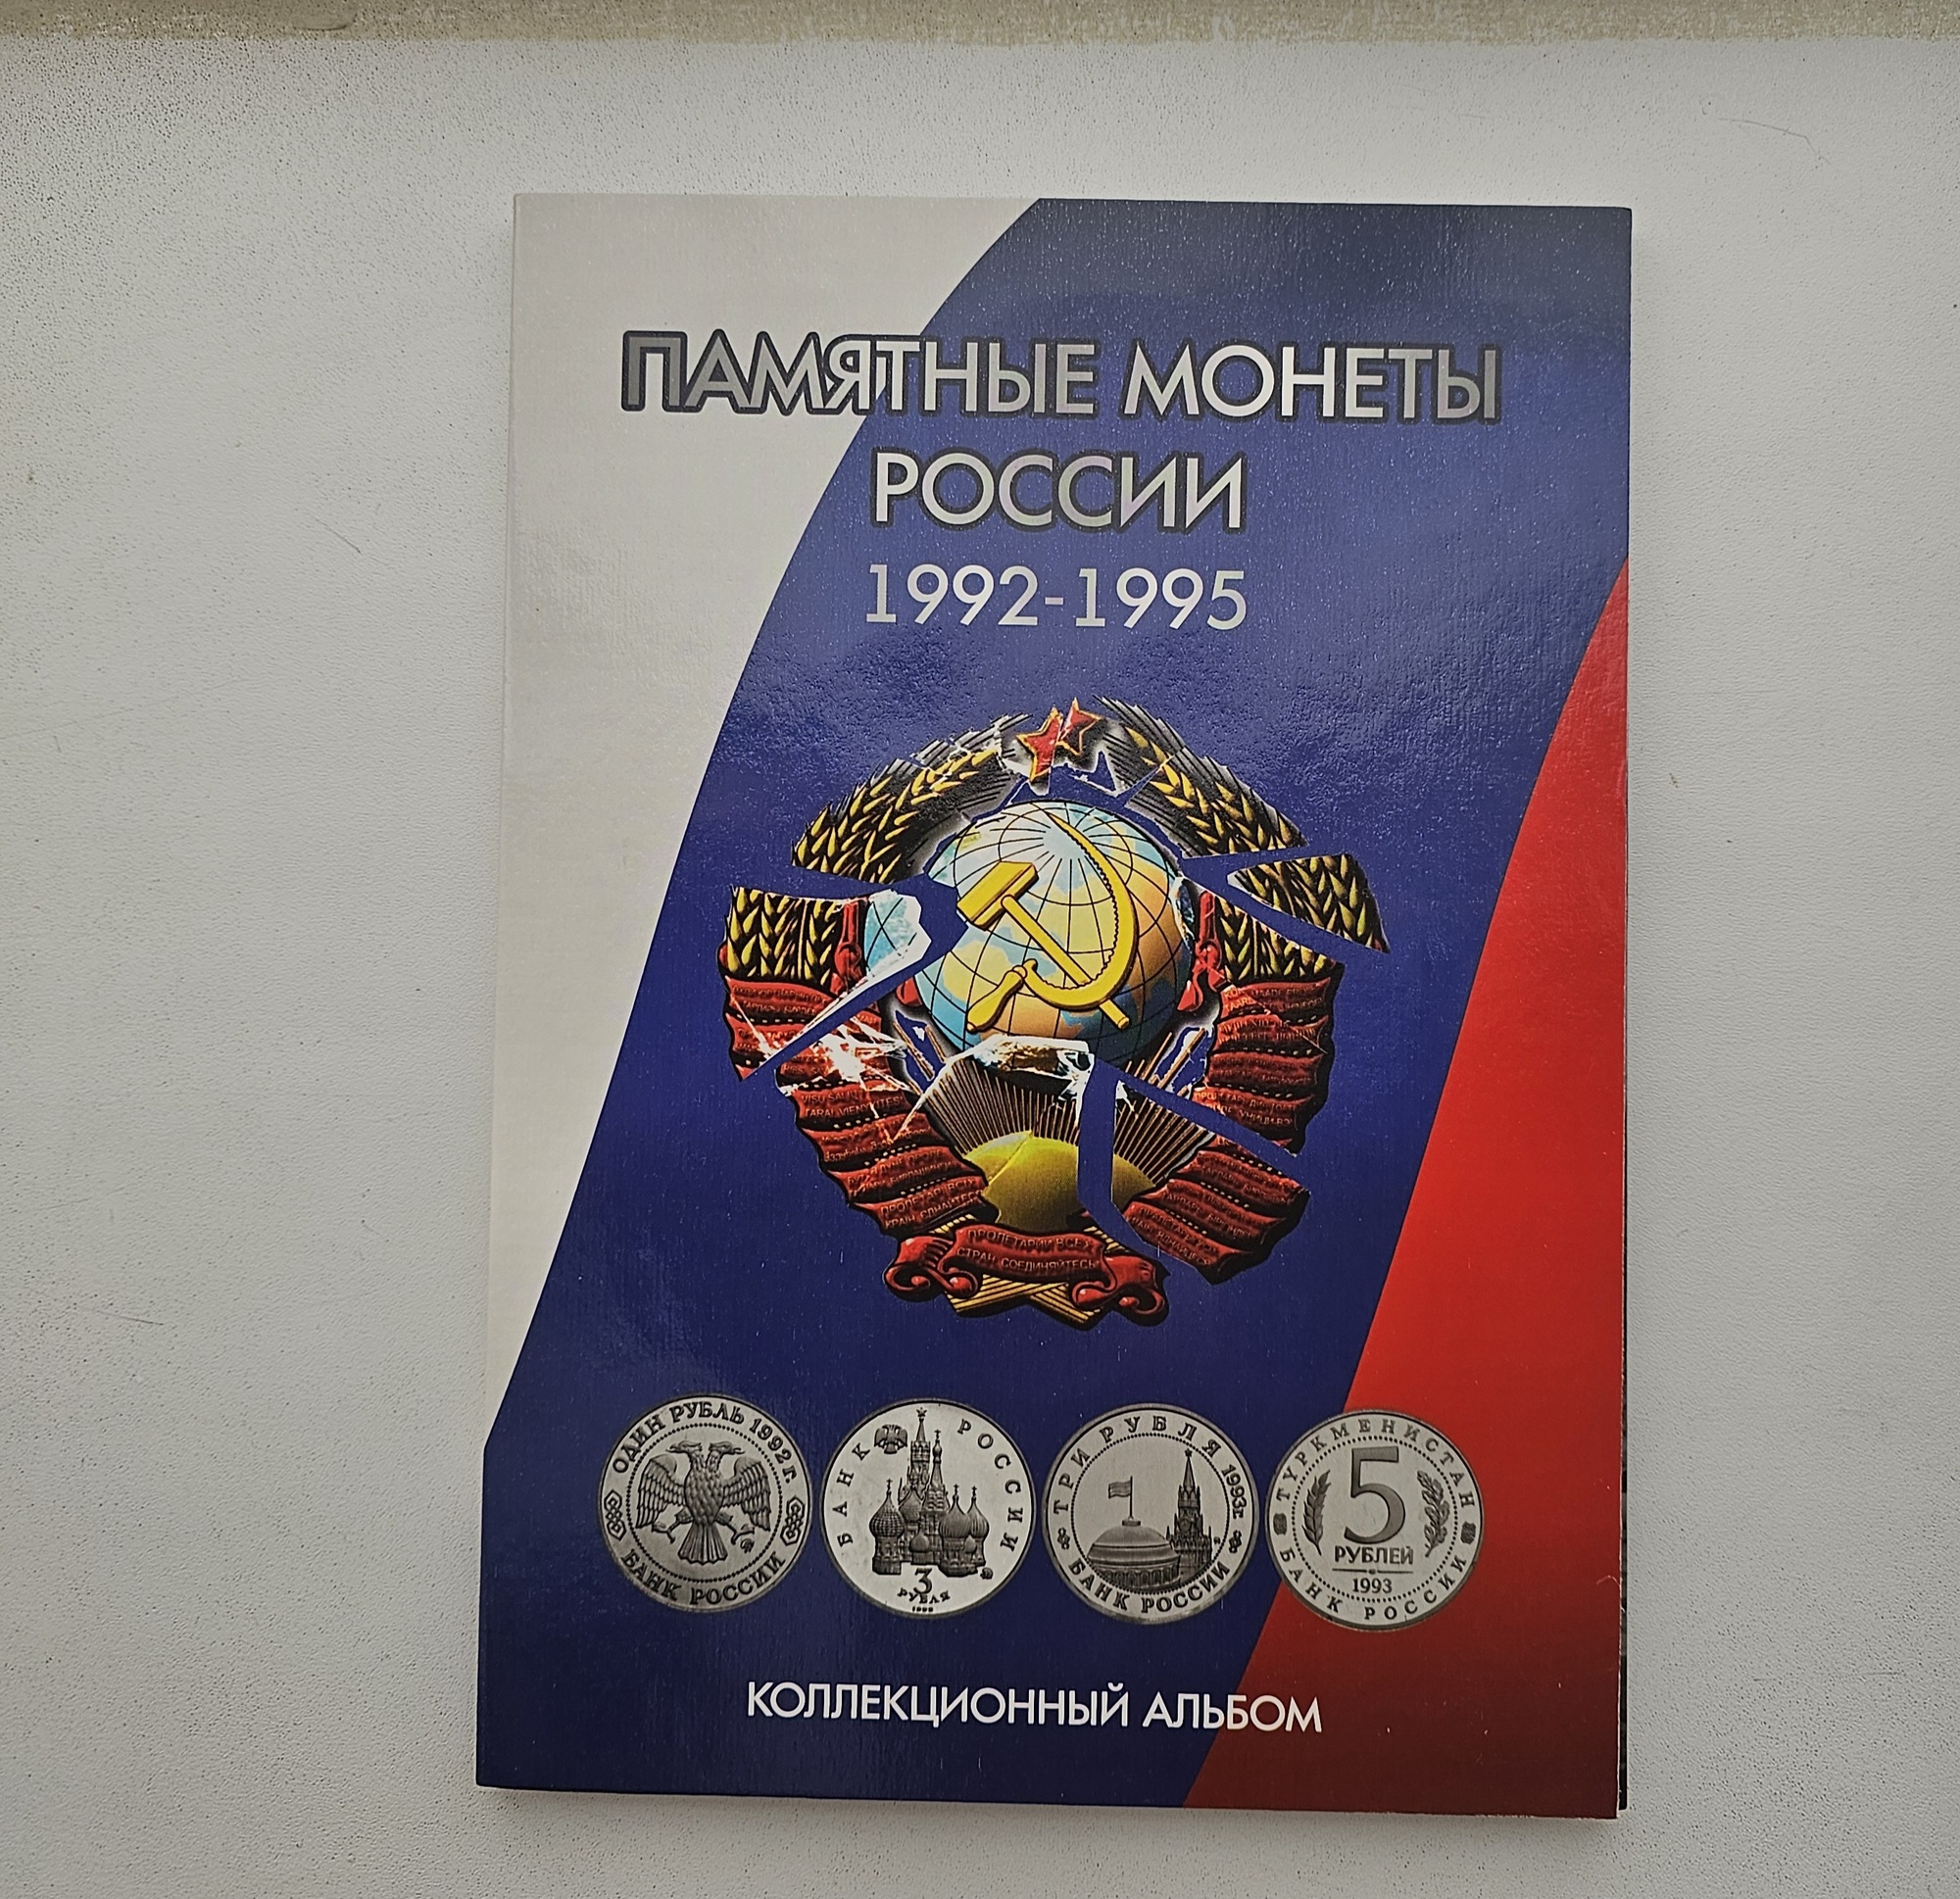 ПАМЯТНЫЕ МОНЕТЫ
РОССИИ
1992-1995
ПРОЛЕТАРИИ ВСЕХ
СТРАН СОЕДИНЯЙТЕСЬ
ОДИН РУБЛЬ 1992 г.
БАНК РОССИИ
БАНК РОССИИ
3
РУБЛЯ
ТРИ РУБЛЯ 1993г.
БАНК РОССИИ
ТУРКМЕНИСТАН
5
РУБЛЕЙ
1993
БАНК РОССИИ
КОЛЛЕКЦИОННЫЙ АЛЬБОМ